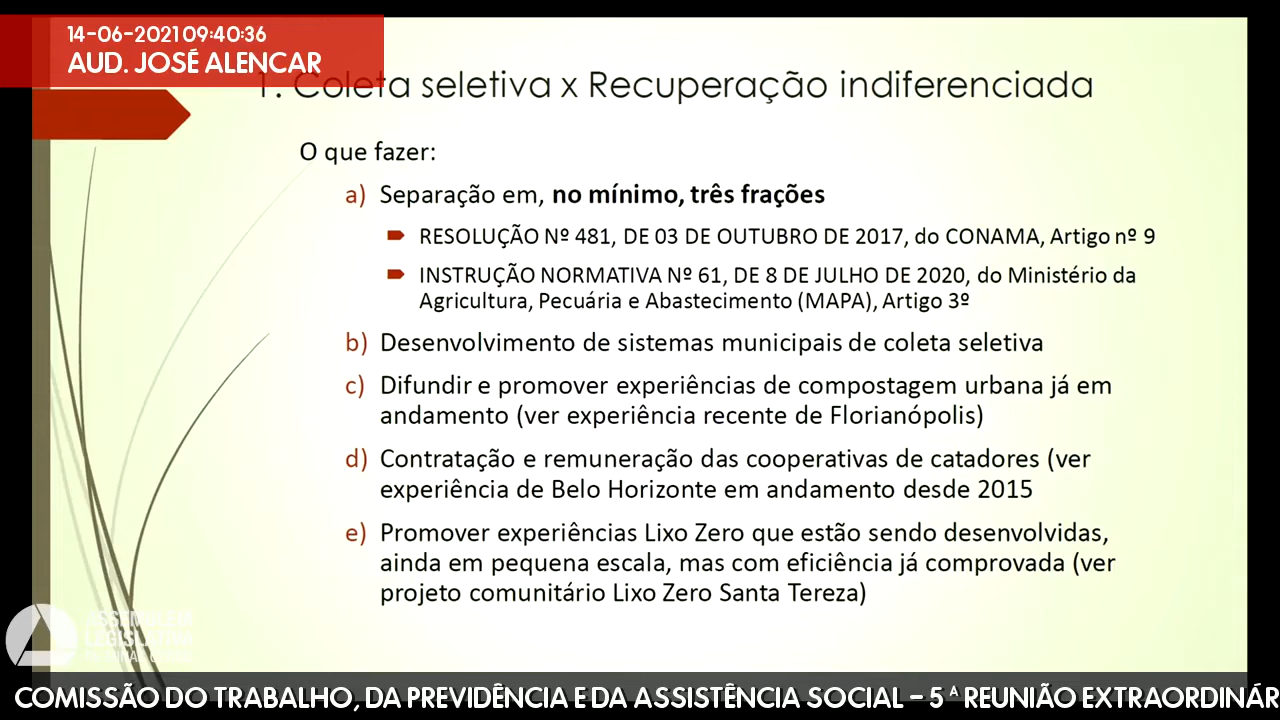 14-06-2021 09:40:36
AUD. JOSÉ ALENCAR
1. Coleta seletiva x Recuperação indiferenciada
O que fazer:
a) Separação em, no mínimo, três frações
RESOLUÇÃO Nº 481, DE 03 DE OUTUBRO DE 2017, do CONAMA, Artigo nº 9
INSTRUÇÃO NORMATIVA Nº 61, DE 8 DE JULHO DE 2020, do Ministério da
Agricultura, Pecuária e Abastecimento (MAPA), Artigo 3º
b) Desenvolvimento de sistemas municipais de coleta seletiva
c) Difundir e promover experiências de compostagem urbana já em
andamento (ver experiência recente de Florianópolis)
d) Contratação e remuneração das cooperativas de catadores (ver
experiência de Belo Horizonte em andamento desde 2015
e) Promover experiências Lixo Zero que estão sendo desenvolvidas,
ainda em pequena escala, mas com eficiência já comprovada (ver
projeto comunitário Lixo Zero Santa Tereza)
ASSEMBLEIA
LEGISLATIVA
DE MINAS GERAIS
COMISSÃO DO TRABALHO, DA PREVIDÊNCIA E DA ASSISTÊNCIA SOCIAL – 5ª REUNIÃO EXTRAORDINÁR